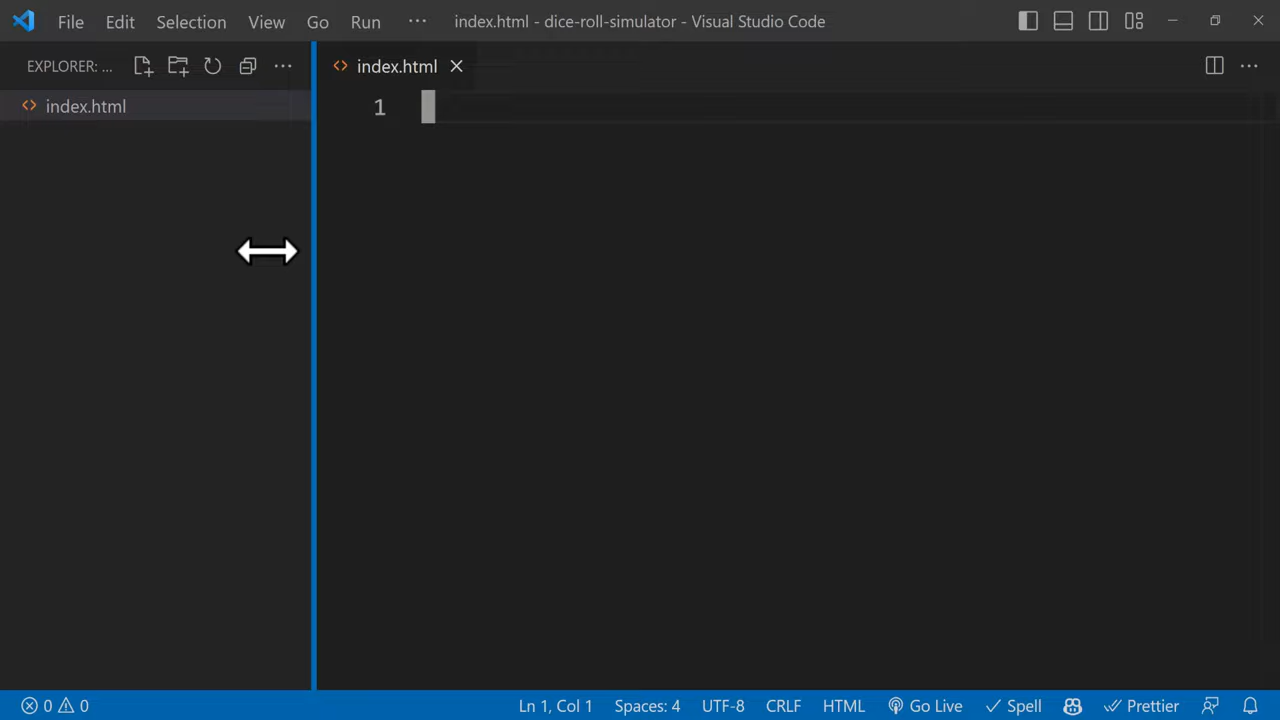 File Edit Selection View Go Run ··· index.html - dice-roll-simulator - Visual Studio Code
EXPLORER: ...
index.html
index.html
1
0 0 Ln 1, Col 1 Spaces: 4 UTF-8 CRLF HTML Go Live Spell Prettier